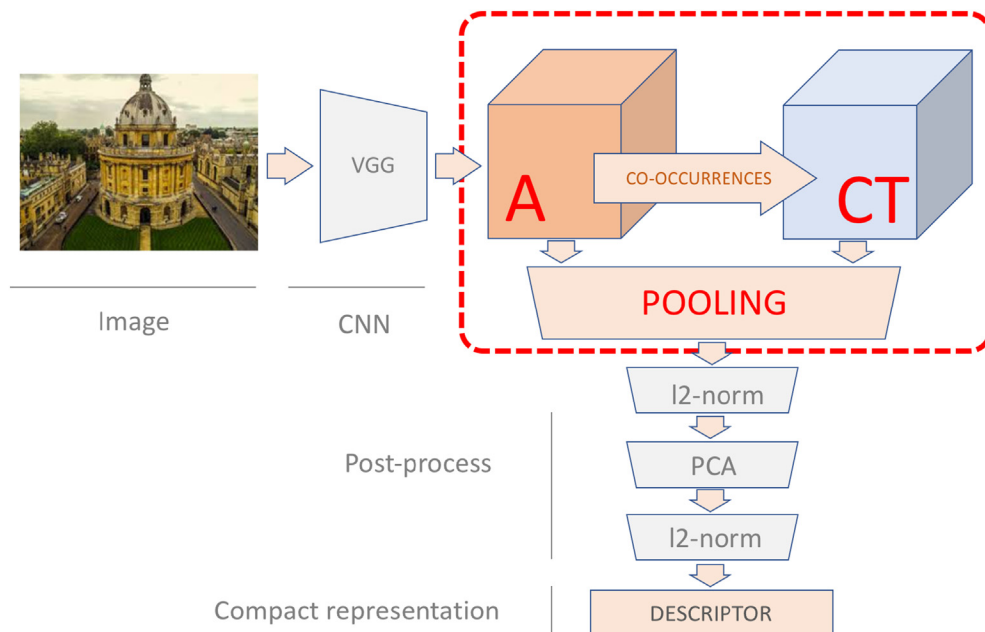 VGG
A
CO-OCCURRENCES
CT
POOLING
Image
CNN
l2-norm
Post-process
PCA
l2-norm
Compact representation
DESCRIPTOR